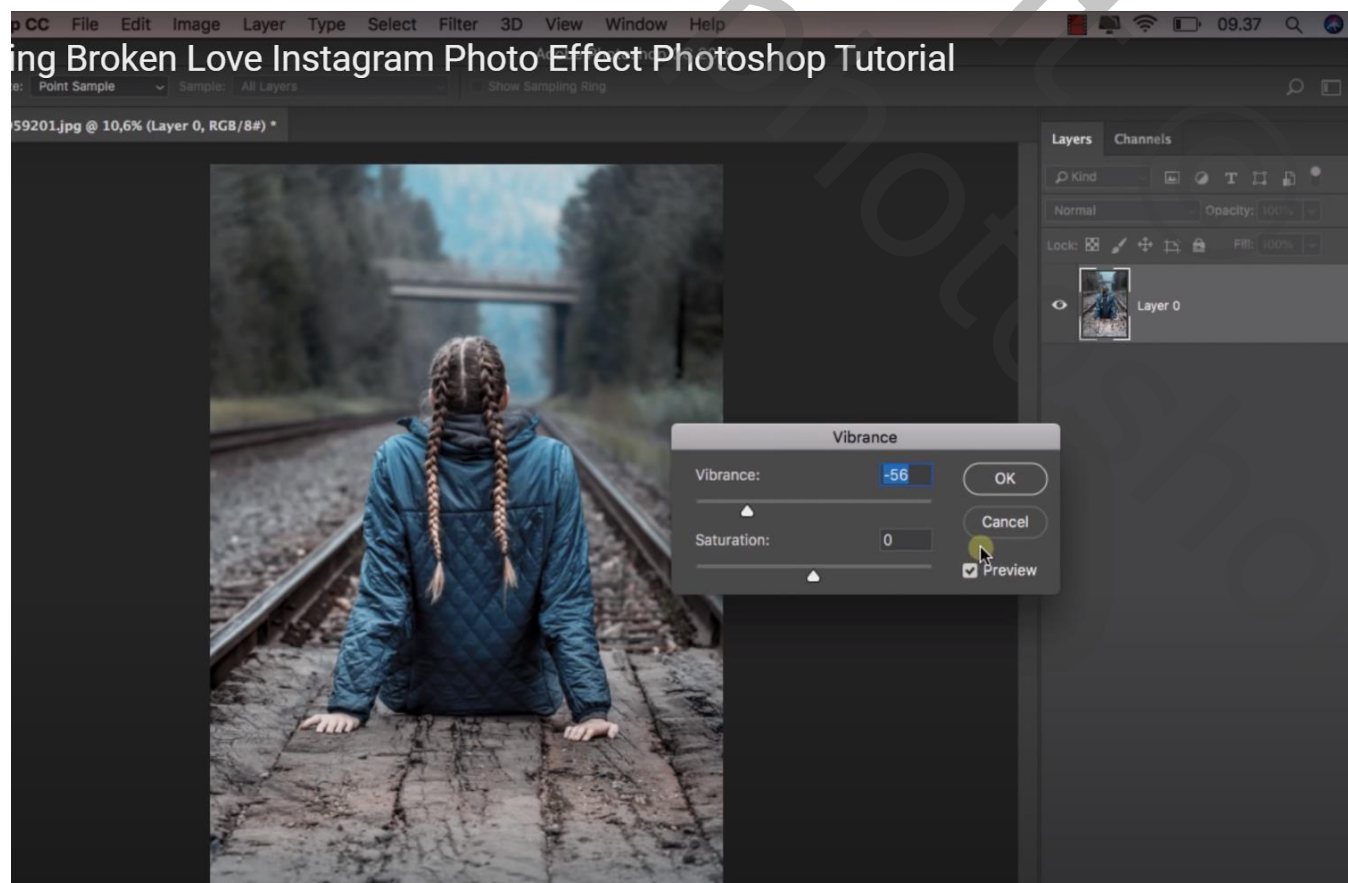 p CC File Edit Image Layer Type Select Filter 3D View Window Help 09.37
ing Broken Love Instagram Photo Effect Photoshop Tutorial
e: Point Sample Sample: All Layers Show Sampling Ring
59201.jpg @ 10,6% (Layer 0, RGB/8#) *
Layers Channels
Kind
Normal Opacity: 100%
Lock: Fill: 100%
Layer 0
Vibrance
Vibrance: -56 OK
Cancel
Saturation: 0
Preview